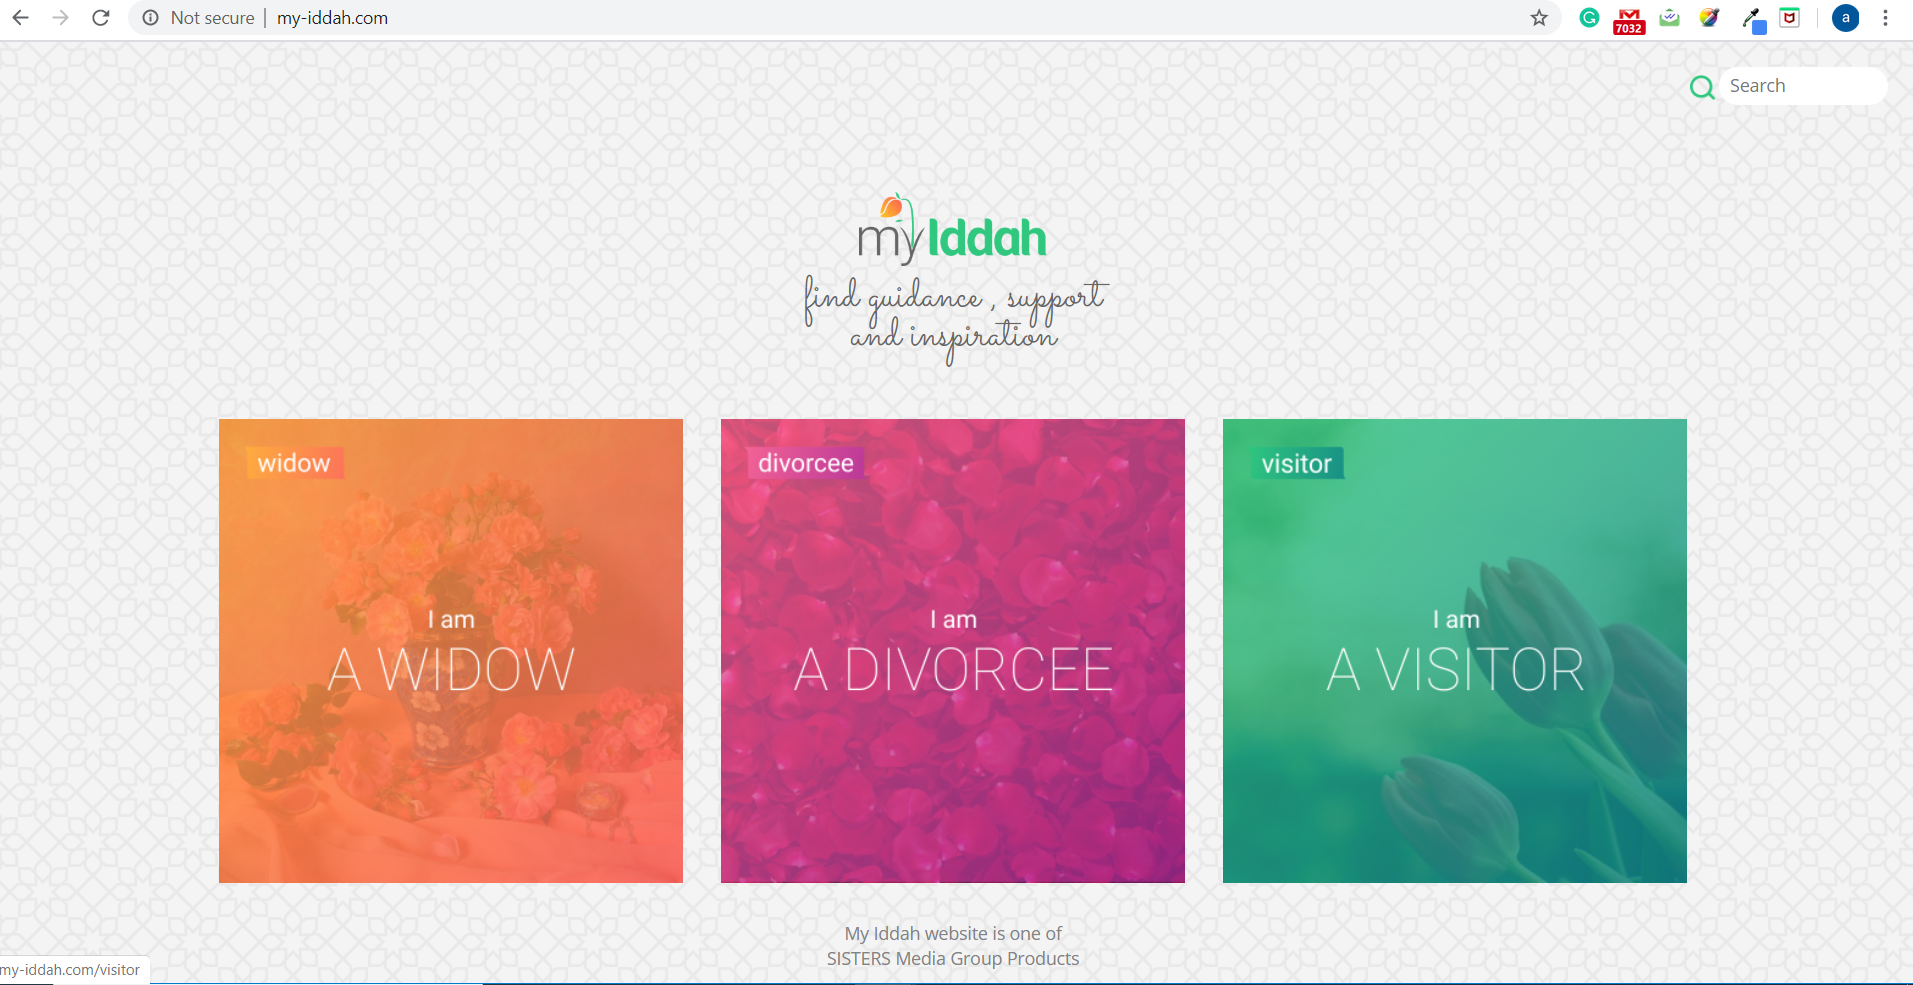 Not secure | my-iddah.com
7032
a
Search
my Iddah
find guidance , support
and inspiration
widow
I am
A WIDOW
divorcee
I am
A DIVORCEE
visitor
I am
A VISITOR
My Iddah website is one of
SISTERS Media Group Products
my-iddah.com/visitor